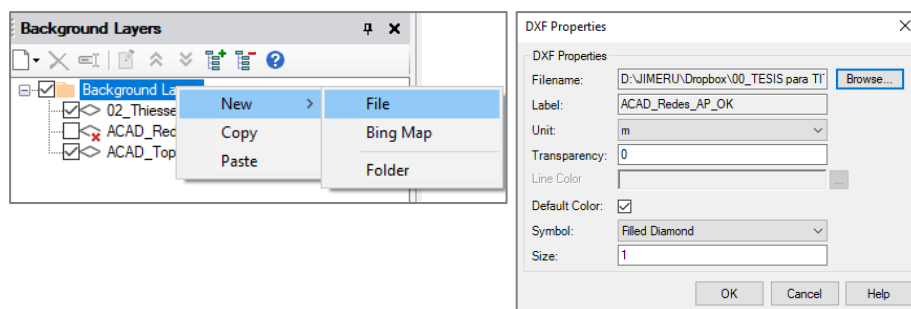 Background Layers
Background La
New
02_Thiesse
Copy
ACAD_Red
Paste
ACAD_Top
File
Bing Map
Folder
DXF Properties
DXF Properties
Filename: D:\JIMERU\Dropbox\00_TESIS para TI Browse...
Label: ACAD_Redes_AP_OK
Unit: m
Transparency: 0
Line Color ...
Default Color:
Symbol: Filled Diamond
Size: 1
OK Cancel Help